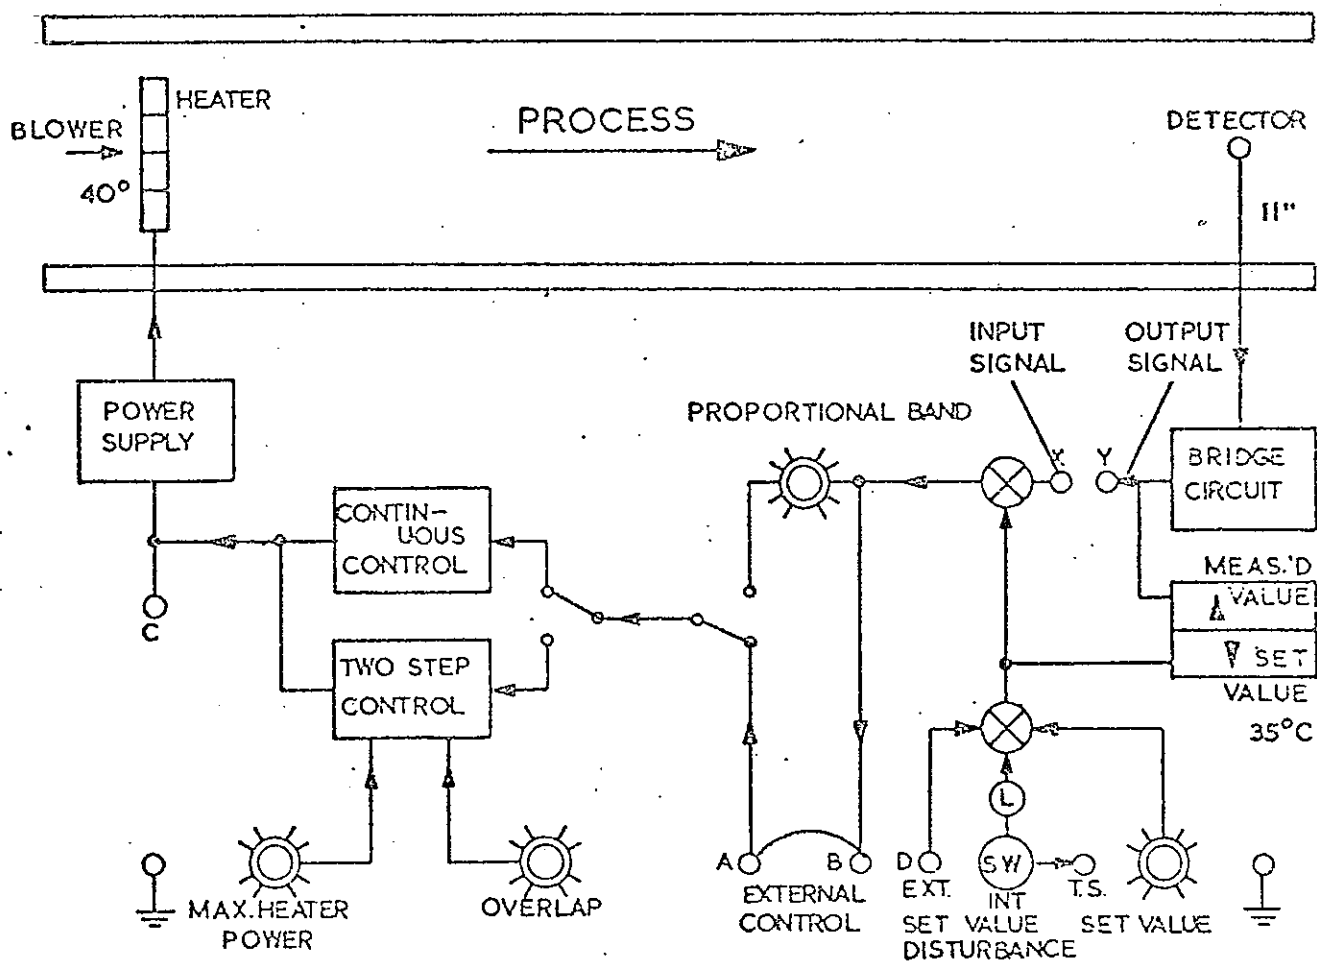 HEATER
BLOWER
40°
PROCESS
DETECTOR
11"
INPUT
SIGNAL
OUTPUT
SIGNAL
POWER
SUPPLY
PROPORTIONAL BAND
X
Y
BRIDGE
CIRCUIT
CONTIN-
UOUS
CONTROL
MEAS.'D
VALUE
SET
VALUE
35°C
C
TWO STEP
CONTROL
L
A
B
D
SW
EXT.
INT
T.S.
MAX. HEATER
POWER
OVERLAP
EXTERNAL
CONTROL
SET VALUE
DISTURBANCE
SET VALUE